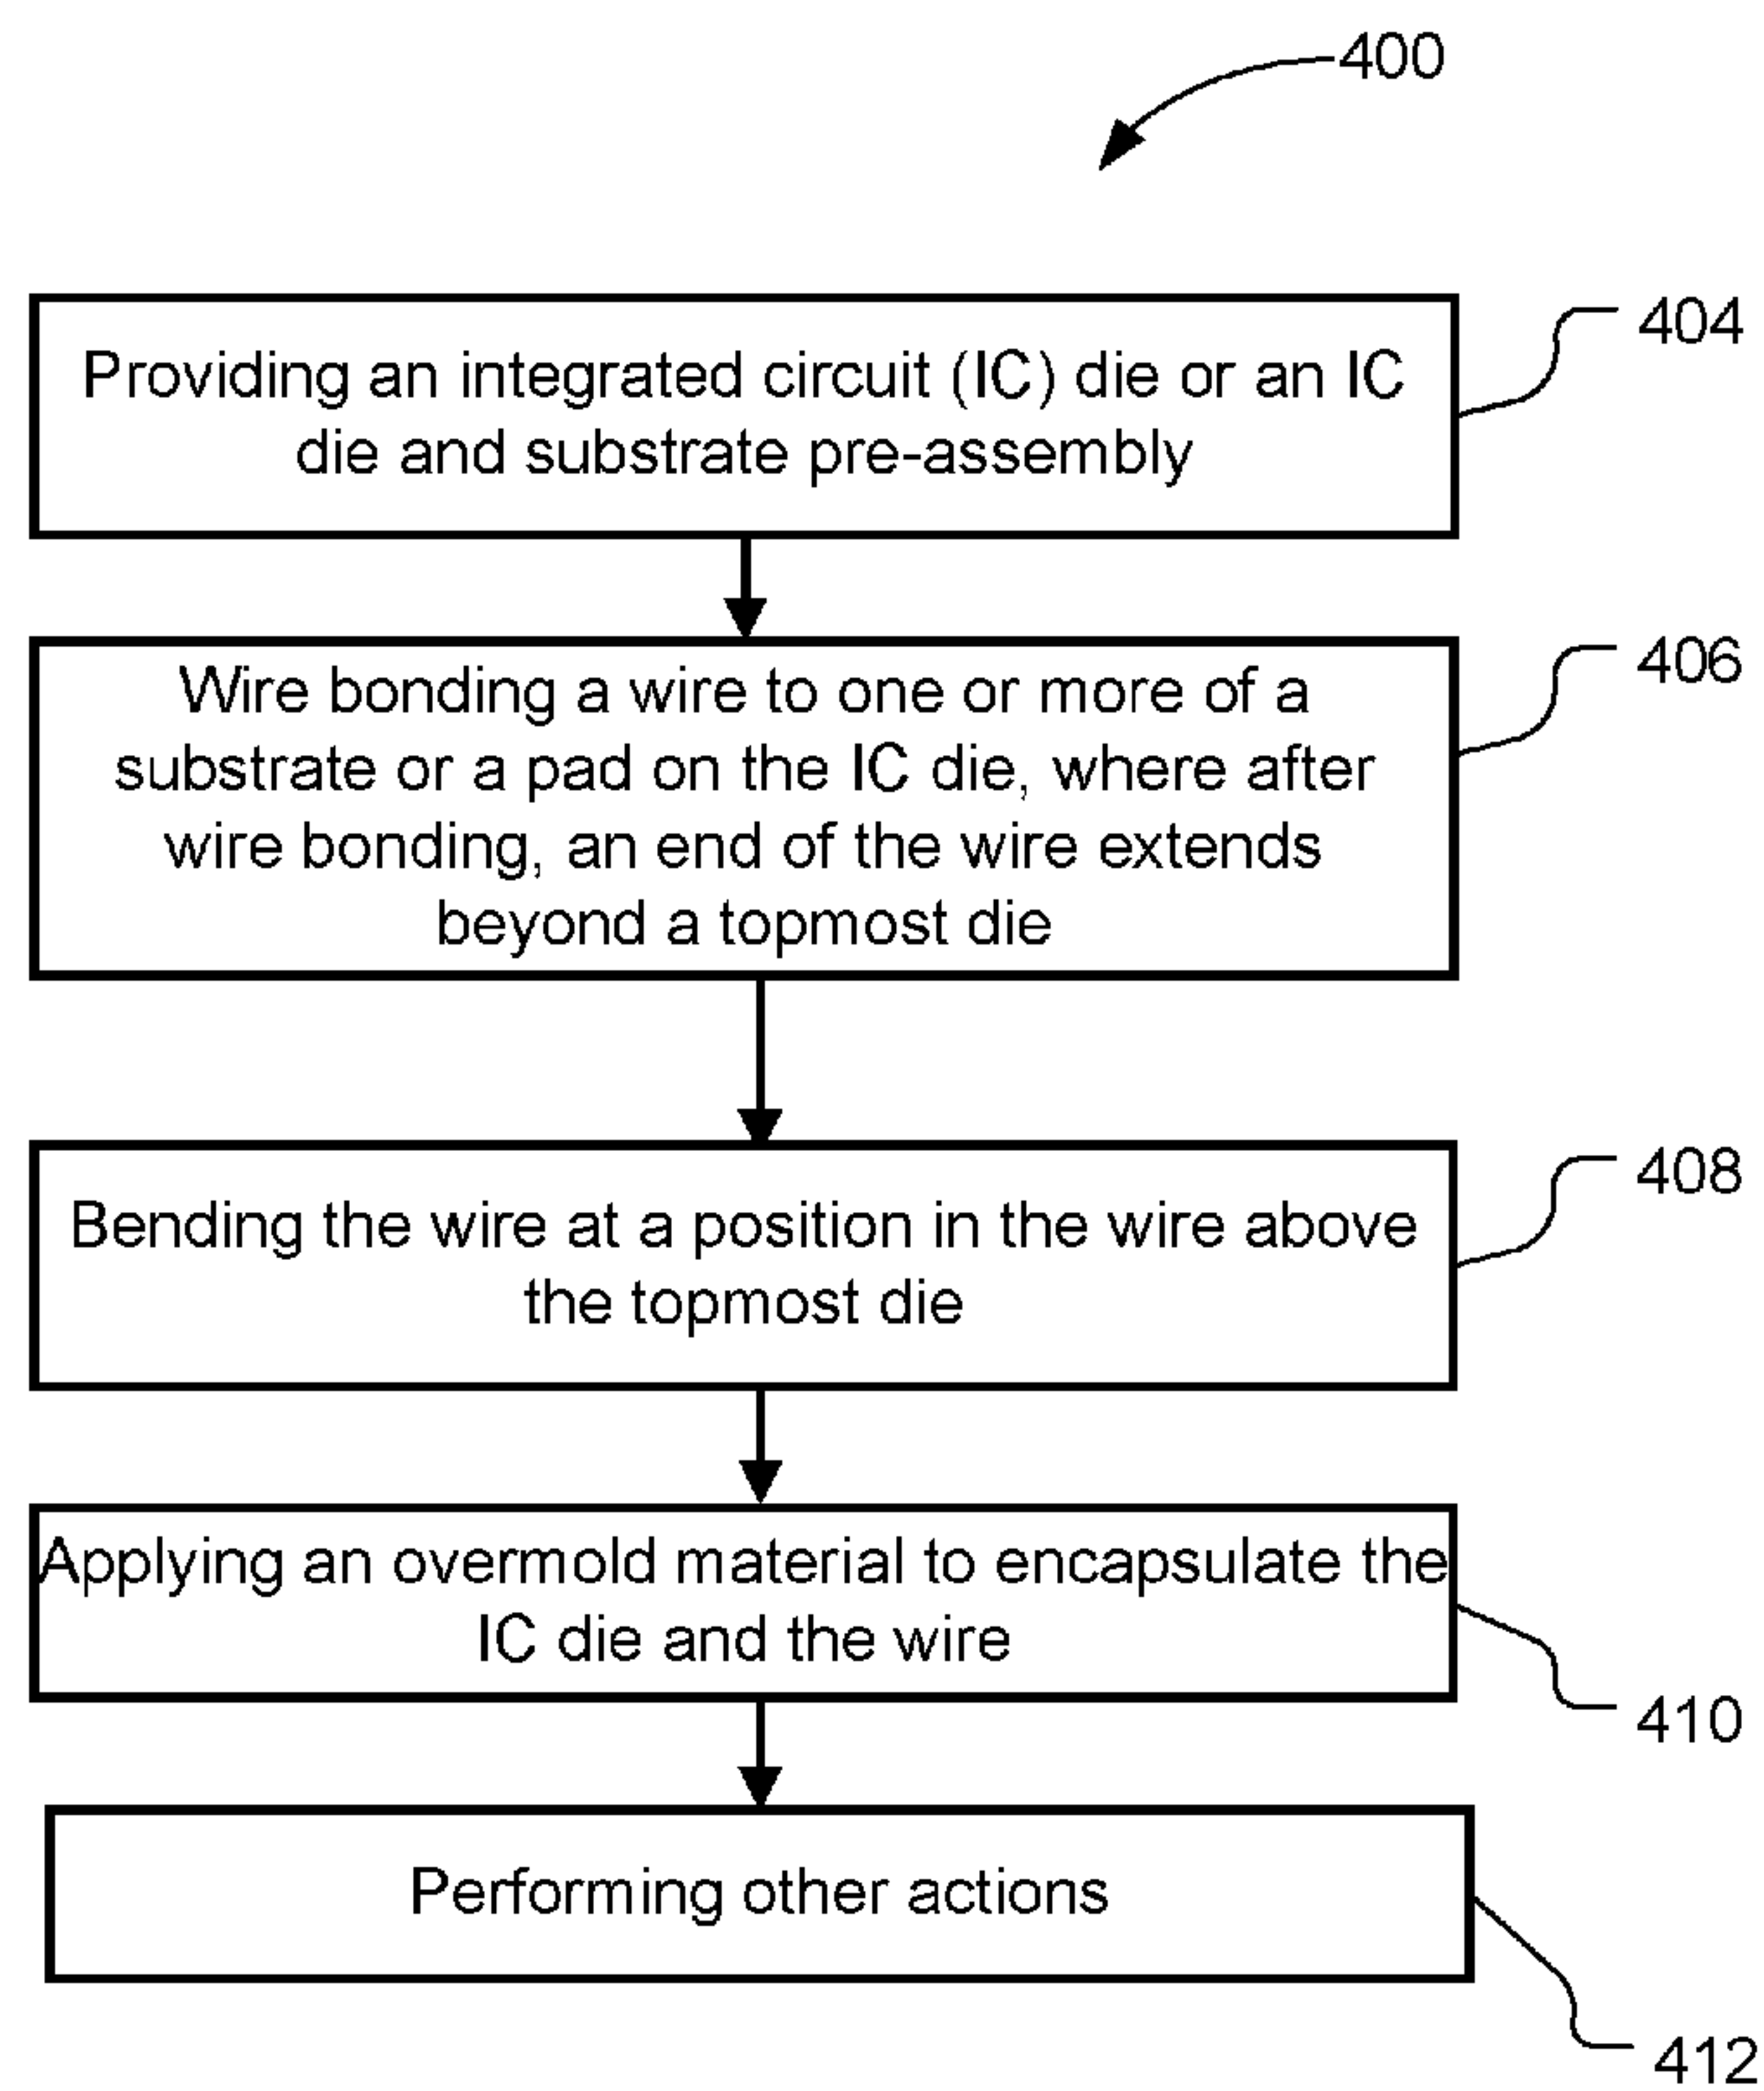 400
Providing an integrated circuit (IC) die or an IC
die and substrate pre-assembly
404
Wire bonding a wire to one or more of a
substrate or a pad on the IC die, where after
wire bonding, an end of the wire extends
beyond a topmost die
406
Bending the wire at a position in the wire above
the topmost die
408
Applying an overmold material to encapsulate the
IC die and the wire
410
Performing other actions
412